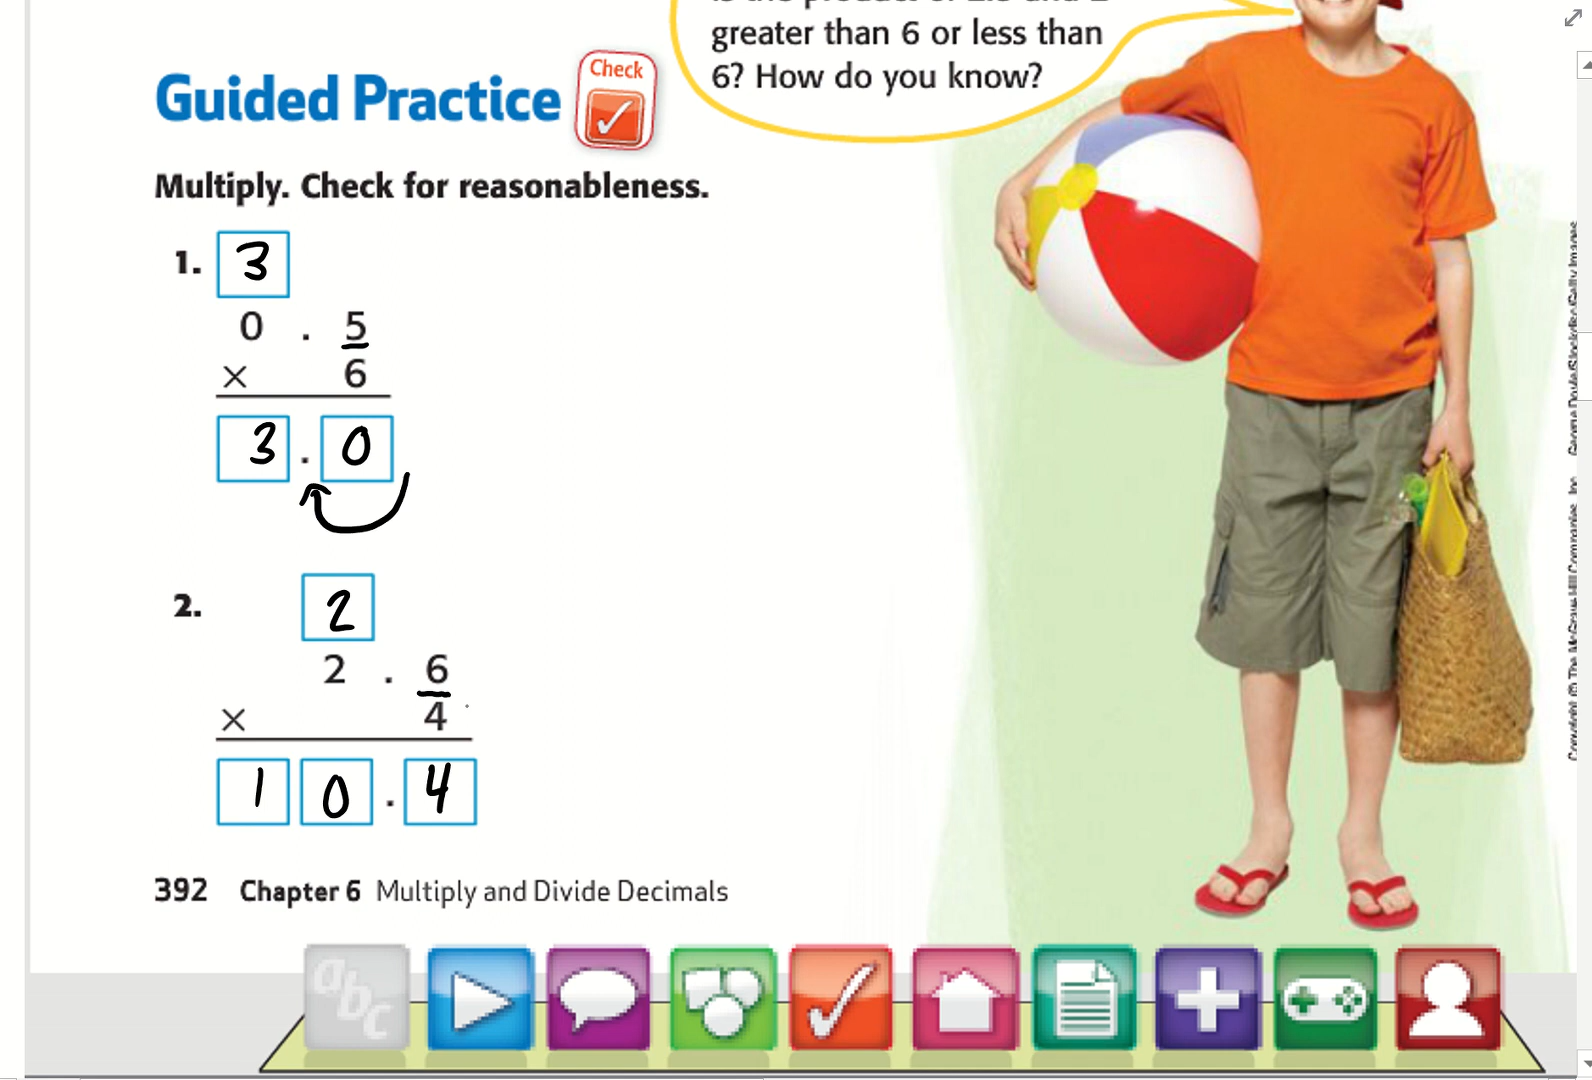 greater than 6 or less than
6? How do you know?
Check
Guided Practice
Multiply. Check for reasonableness.
1. 3
0 . 5
× 6
3 . 0
2. 2
2 . 6
× 4
1 0 . 4
392 Chapter 6 Multiply and Divide Decimals
abc